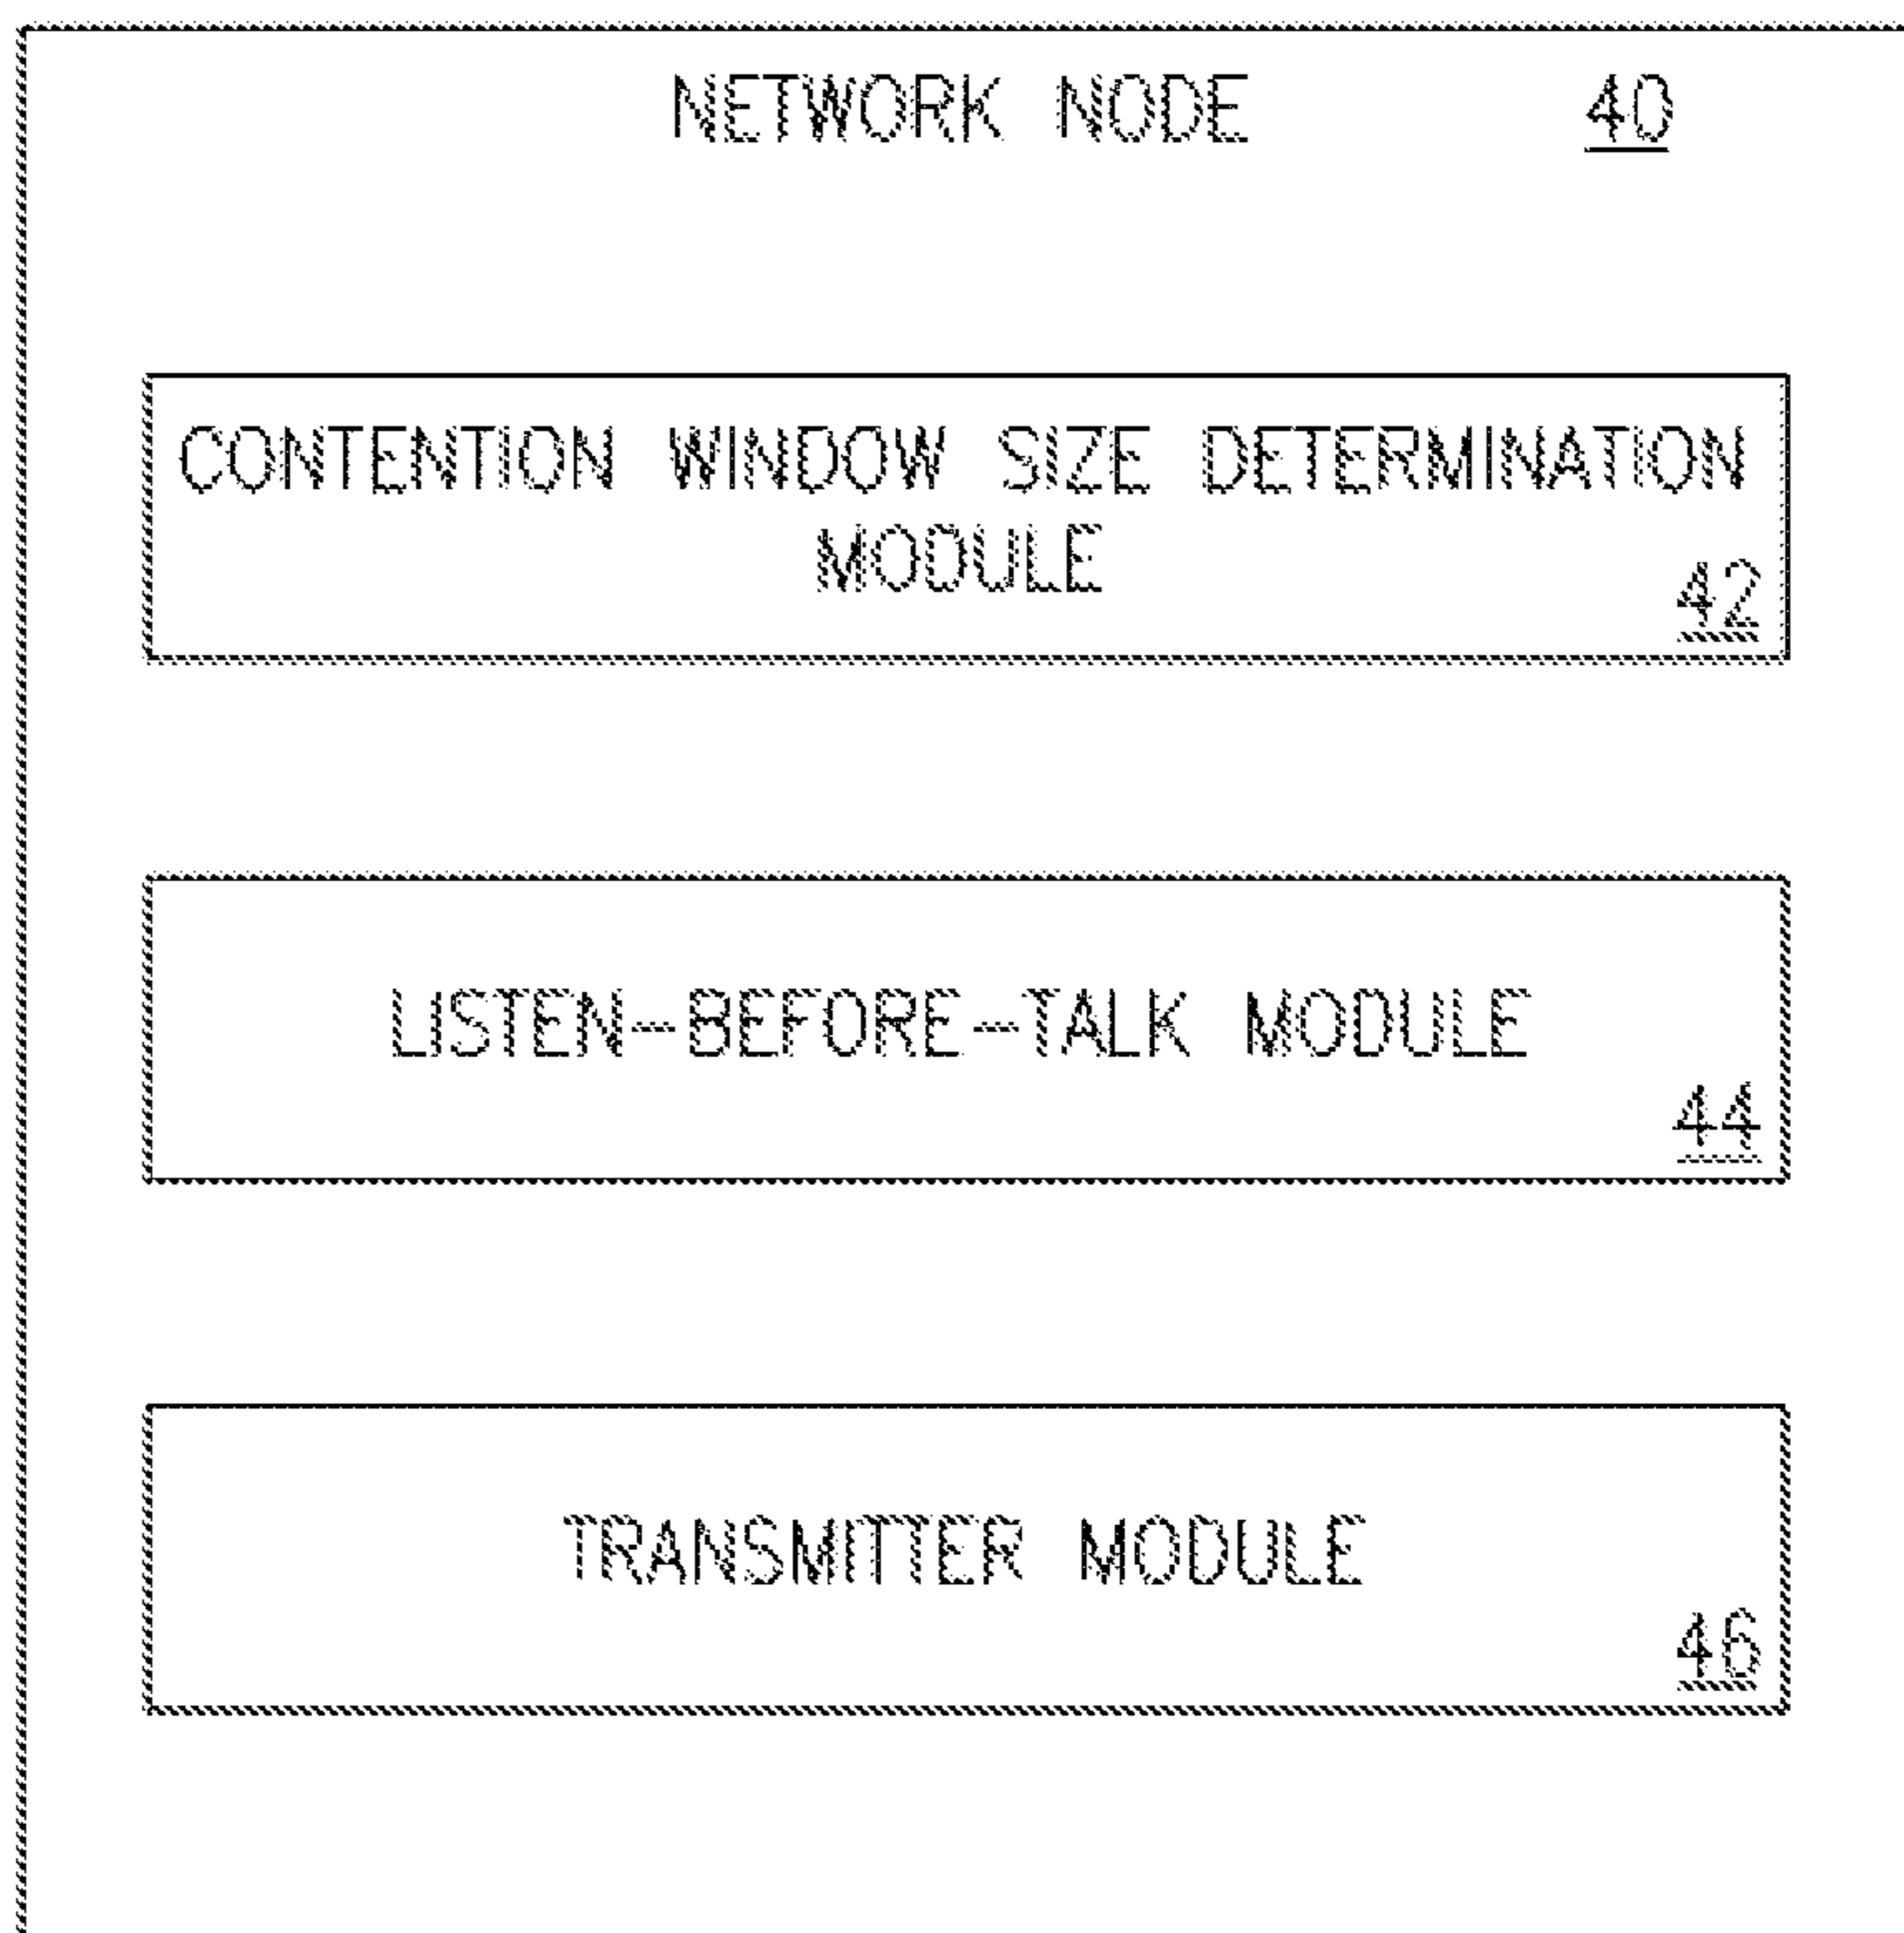 NETWORK NODE 40
CONTENTION WINDOW SIZE DETERMINATION
MODULE
42
LISTEN-BEFORE-TALK MODULE
44
TRANSMITTER MODULE
46